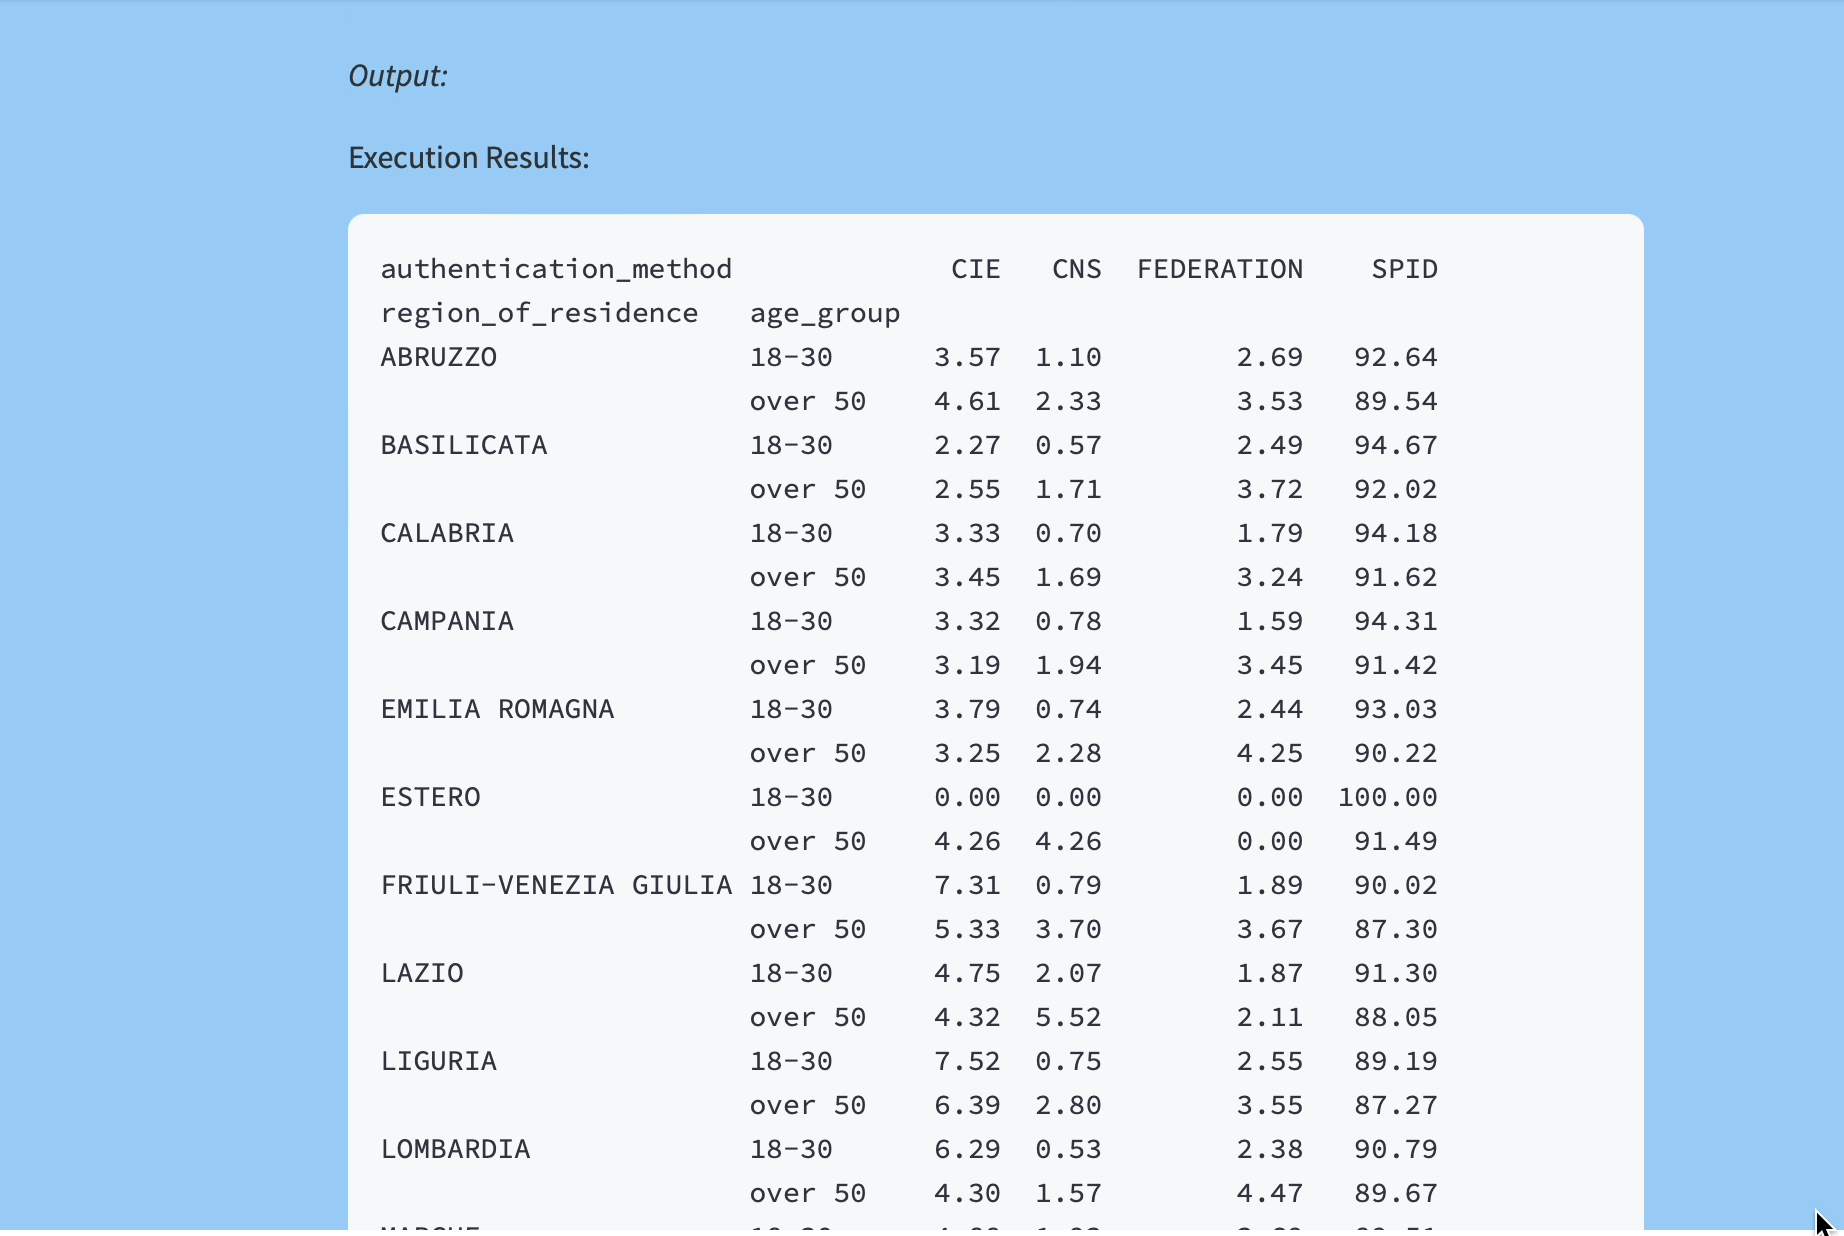 Output:
Execution Results:
authentication_method             CIE   CNS  FEDERATION    SPID
region_of_residence   age_group
ABRUZZO               18-30      3.57  1.10        2.69   92.64
                      over 50    4.61  2.33        3.53   89.54
BASILICATA            18-30      2.27  0.57        2.49   94.67
                      over 50    2.55  1.71        3.72   92.02
CALABRIA              18-30      3.33  0.70        1.79   94.18
                      over 50    3.45  1.69        3.24   91.62
CAMPANIA              18-30      3.32  0.78        1.59   94.31
                      over 50    3.19  1.94        3.45   91.42
EMILIA ROMAGNA        18-30      3.79  0.74        2.44   93.03
                      over 50    3.25  2.28        4.25   90.22
ESTERO                18-30      0.00  0.00        0.00  100.00
                      over 50    4.26  4.26        0.00   91.49
FRIULI-VENEZIA GIULIA 18-30      7.31  0.79        1.89   90.02
                      over 50    5.33  3.70        3.67   87.30
LAZIO                 18-30      4.75  2.07        1.87   91.30
                      over 50    4.32  5.52        2.11   88.05
LIGURIA               18-30      7.52  0.75        2.55   89.19
                      over 50    6.39  2.80        3.55   87.27
LOMBARDIA             18-30      6.29  0.53        2.38   90.79
                      over 50    4.30  1.57        4.47   89.67